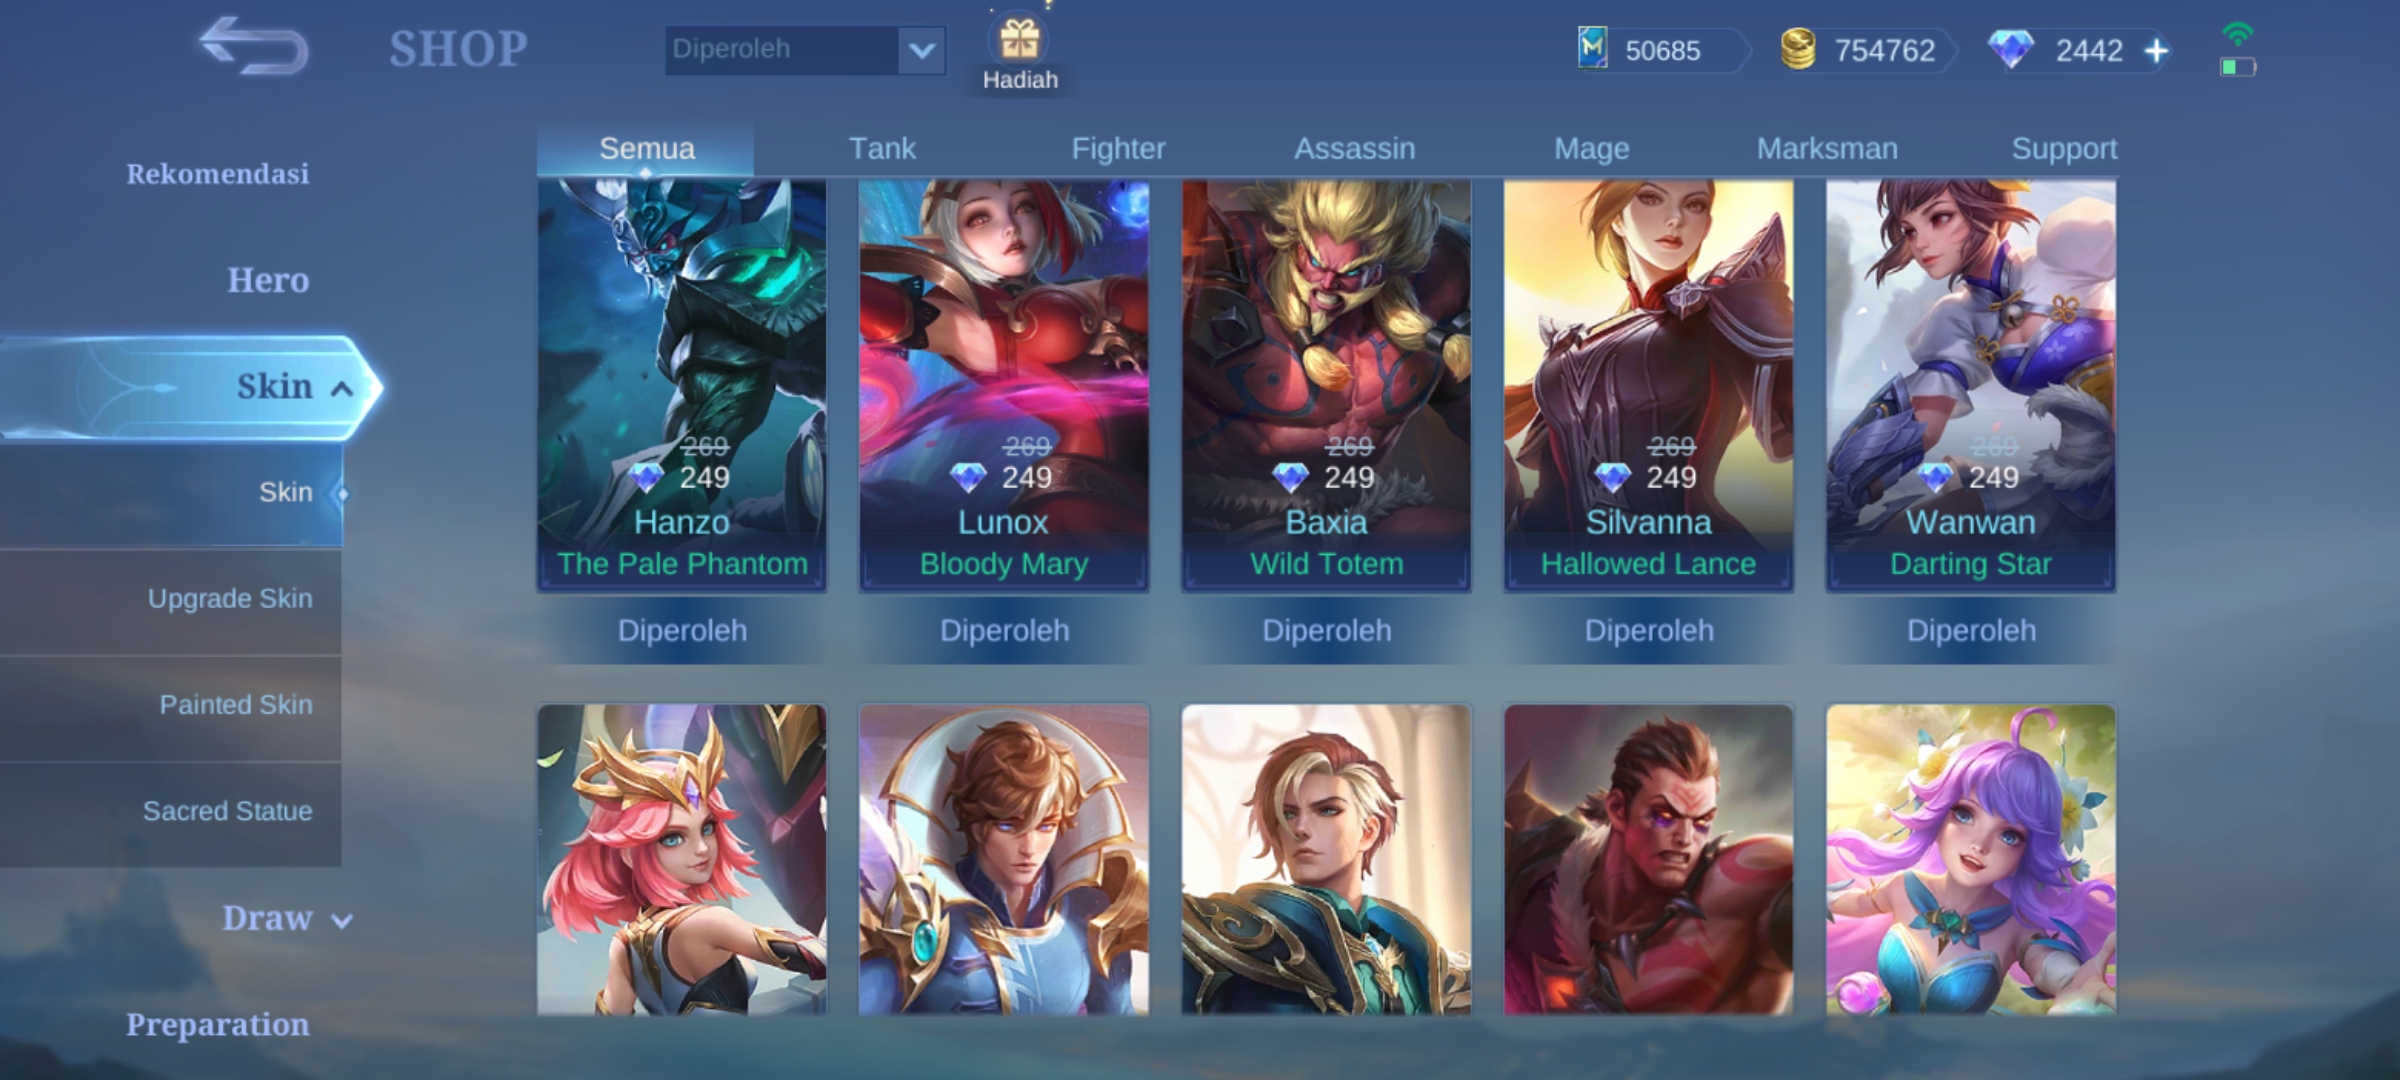 SHOP
Diperoleh
Hadiah
50685
754762
2442
Semua
Tank
Fighter
Assassin
Mage
Marksman
Support
Rekomendasi
Hero
Skin
Skin
Upgrade Skin
Painted Skin
Sacred Statue
Draw
Preparation
269
249
Hanzo
The Pale Phantom
Diperoleh
269
249
Lunox
Bloody Mary
Diperoleh
269
249
Baxia
Wild Totem
Diperoleh
269
249
Silvanna
Hallowed Lance
Diperoleh
269
249
Wanwan
Darting Star
Diperoleh